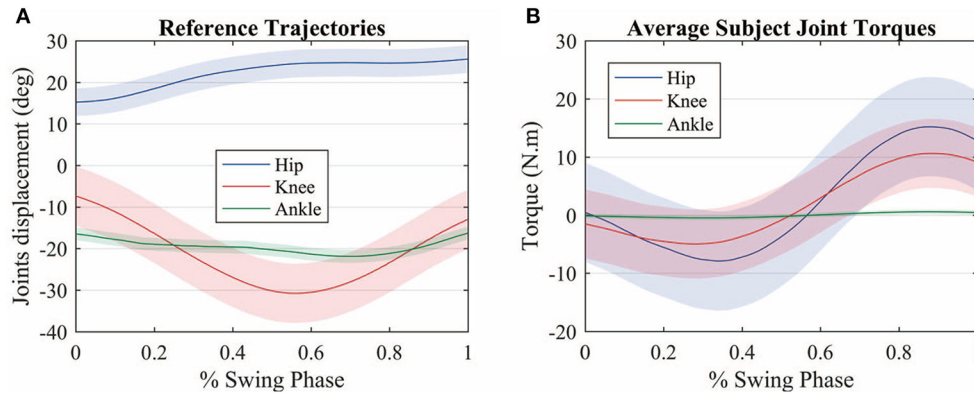 A
Reference Trajectories
Joints displacement (deg)
30
20
10
0
-10
-20
-30
-40
Hip
Knee
Ankle
0
0.2
0.4
0.6
0.8
1
% Swing Phase
B
Average Subject Joint Torques
Torque (N.m)
30
20
10
0
-10
-20
Hip
Knee
Ankle
0
0.2
0.4
0.6
0.8
% Swing Phase